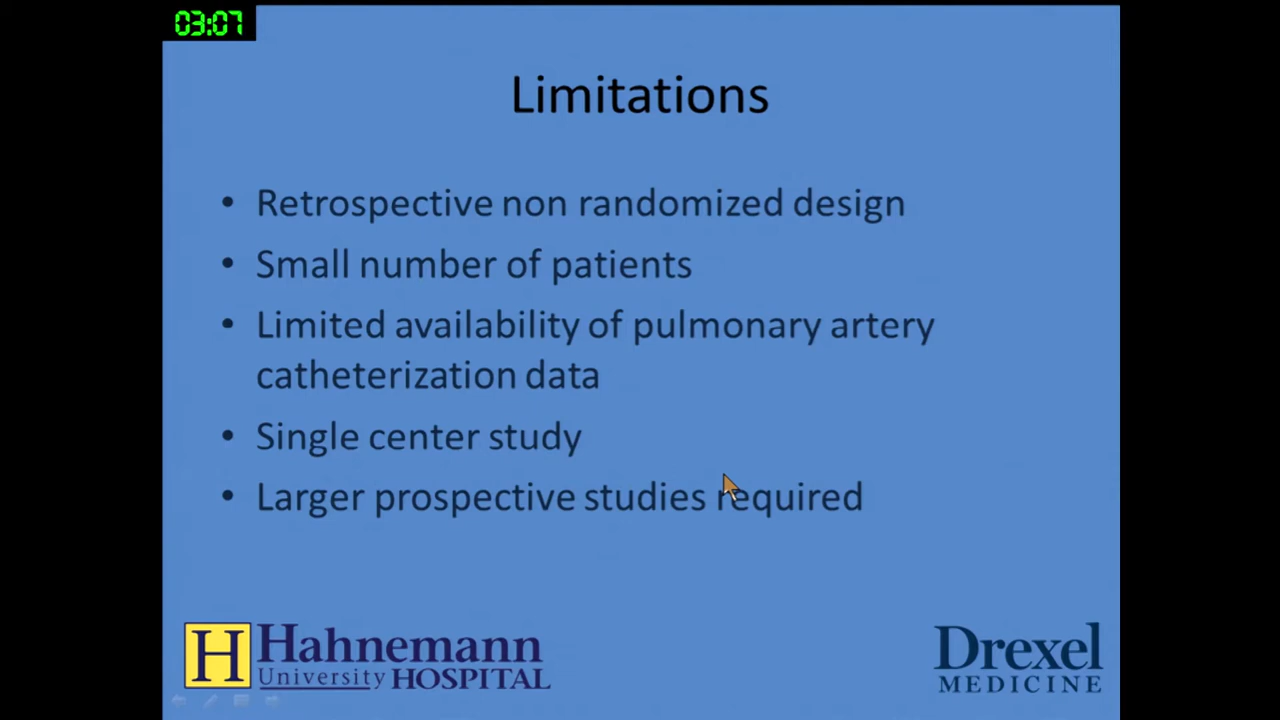 03:07
Limitations
• Retrospective non randomized design
• Small number of patients
• Limited availability of pulmonary artery
catheterization data
• Single center study
• Larger prospective studies required
H Hahnemann
University HOSPITAL
Drexel
MEDICINE